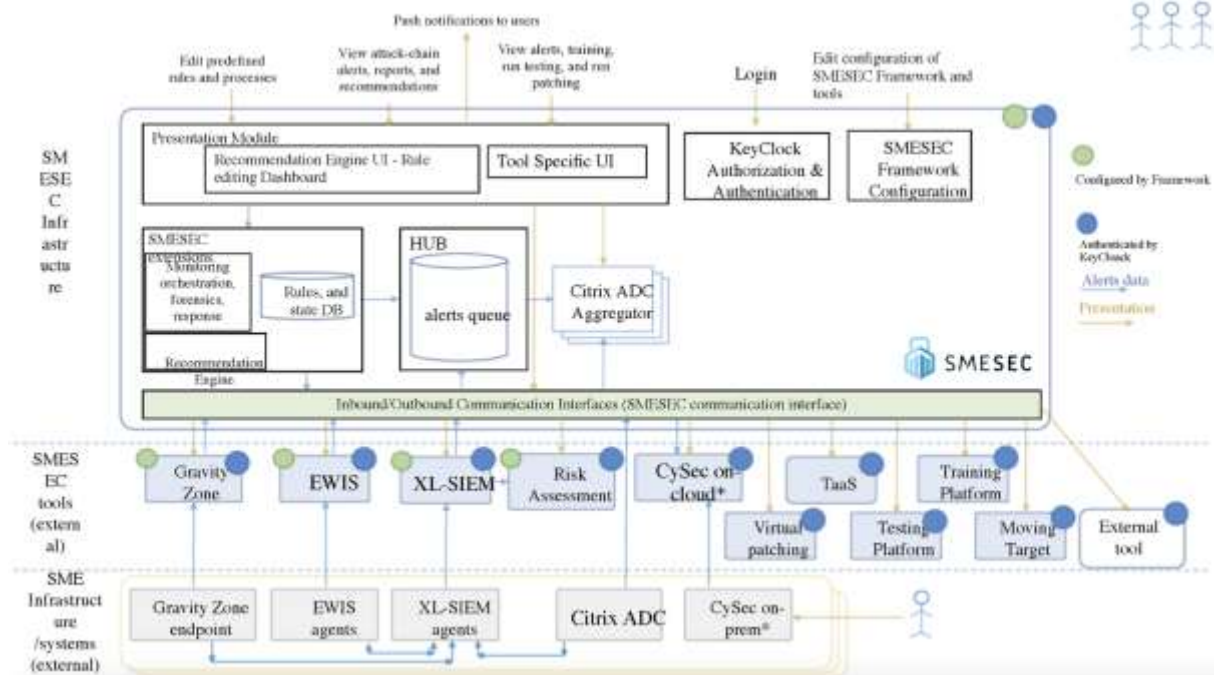 Push notifications to users
Edit predefined
rules and processes
View attack-chain
alerts, reports, and
recommendations
View alerts, training,
run testing, and run
patching
Login
Edit configuration of
SMESEC Framework and
tools
SM
ESE
C
Infr
astr
uctu
re
Presentation Module
Recommendation Engine UI - Rule
editing Dashboard
Tool Specific UI
KeyClock
Authorization &
Authentication
SMESEC
Framework
Configuration
Configured by Framework
Authenticated by
KeyCloack
Alerts data
Presentation
SMESEC
extensions
Monitoring
orchestration,
forensics,
response
Rules, and
state DB
Recommendation
Engine
HUB
alerts queue
Citrix ADC
Aggregator
SMESEC
Inbound/Outbound Communication Interfaces (SMESEC communication interface)
SMES
EC
tools
(extern
al)
Gravity
Zone
EWIS
XL-SIEM
Risk
Assessment
CySec on-
cloud*
TaaS
Training
Platform
Virtual
patching
Testing
Platform
Moving
Target
External
tool
SME
Infrastruct
ure
/systems
(external)
Gravity Zone
endpoint
EWIS
agents
XL-SIEM
agents
Citrix ADC
CySec on-
prem*